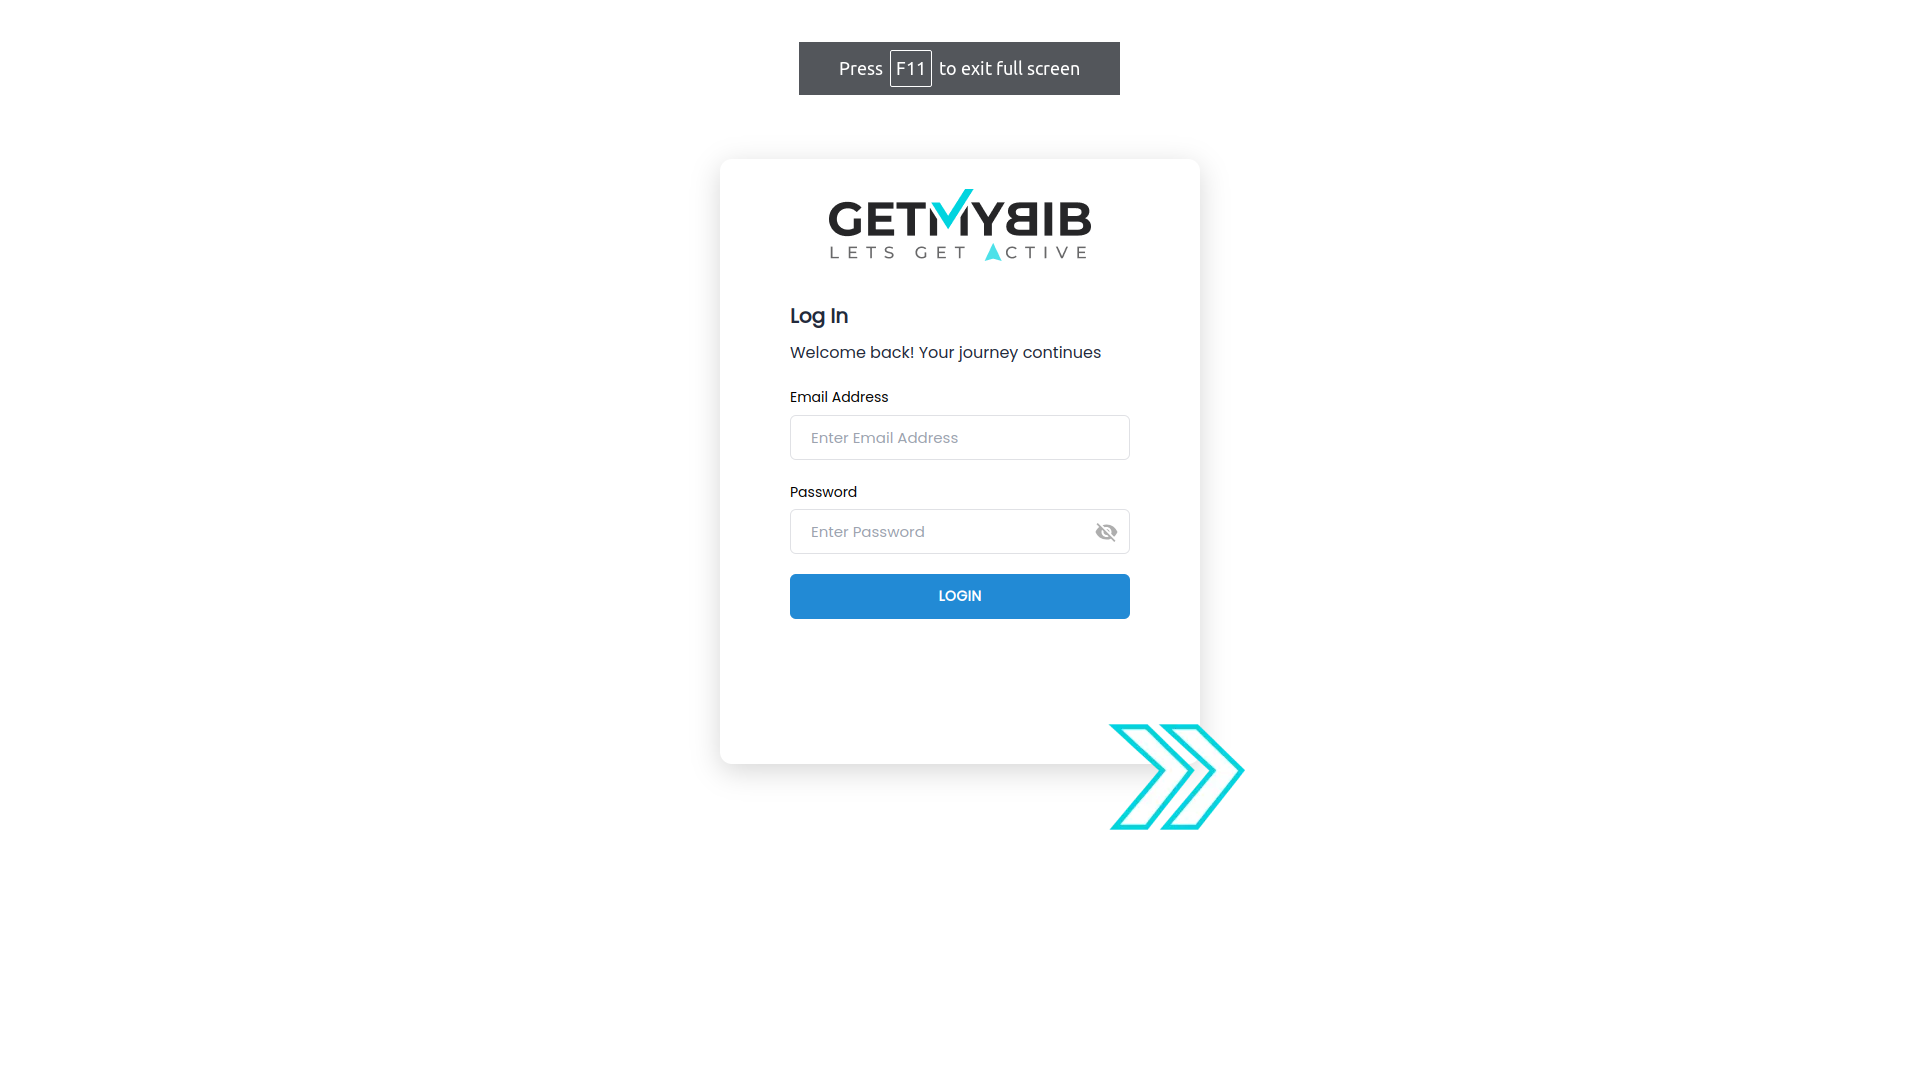 Press F11 to exit full screen
GETMYBIB
LETS GET ACTIVE
Log In
Welcome back! Your journey continues
Email Address
Enter Email Address
Password
Enter Password
LOGIN